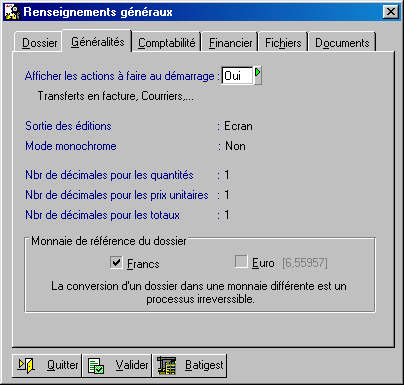 Renseignements généraux
Dossier Généralités Comptabilité Financier Fichiers Documents
Afficher les actions à faire au démarrage : Oui
Transferts en facture, Courriers,...
Sortie des éditions : Ecran
Mode monochrome : Non
Nbr de décimales pour les quantités : 1
Nbr de décimales pour les prix unitaires : 1
Nbr de décimales pour les totaux : 1
Monnaie de référence du dossier
Francs Euro [6,55957]
La conversion d'un dossier dans une monnaie différente est un
processus irreverssible.
Quitter Valider Batigest